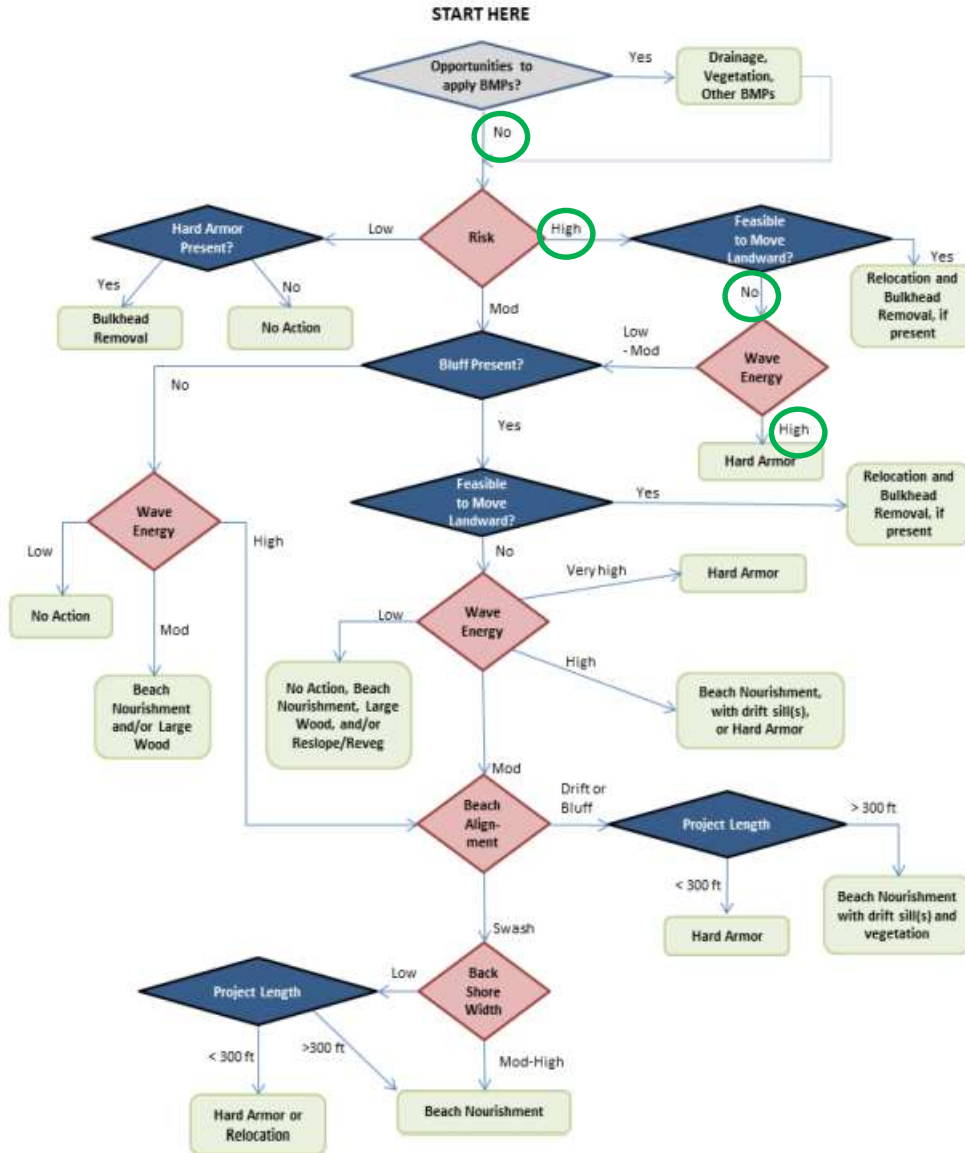 START HERE
Opportunities to
apply BMPs?
Yes
Drainage,
Vegetation,
Other BMPs
No
Hard Armor
Present?
Low
Risk
High
Feasible
to Move
Landward?
Yes
Yes
No
No
Bulkhead
Removal
No Action
Mod
Relocation and
Bulkhead
Removal, if
present
Low
- Mod
Wave
Energy
Bluff Present?
No
High
Yes
Hard Armor
Feasible
to Move
Landward?
Yes
Relocation and
Bulkhead
Removal, if
present
Wave
Energy
Low
High
No
Very high
Hard Armor
No Action
Mod
Low
Wave
Energy
High
Beach
Nourishment
and/or Large
Wood
No Action, Beach
Nourishment, Large
Wood, and/or
Reslope/Reveg
Beach Nourishment,
with drift sill(s),
or Hard Armor
Mod
Beach
Align-
ment
Drift or
Bluff
Project Length
> 300 ft
< 300 ft
Hard Armor
Beach Nourishment
with drift sill(s) and
vegetation
Swash
Project Length
Low
Back
Shore
Width
< 300 ft
>300 ft
Mod-High
Hard Armor or
Relocation
Beach Nourishment